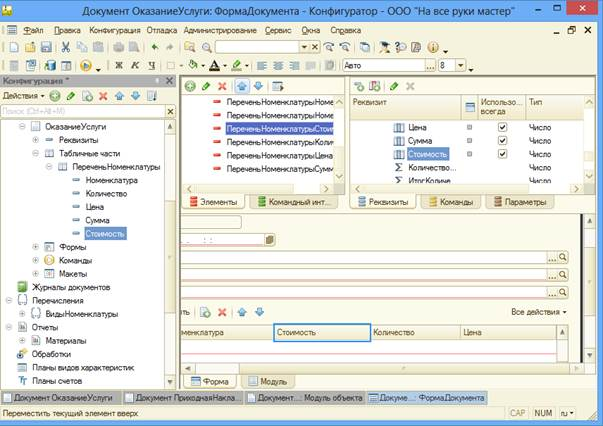 Документ ОказаниеУслуги: ФормаДокумента - Конфигуратор - ООО "На все руки мастер"
Файл Правка Конфигурация Отладка Администрирование Сервис Окна Справка
Авто 8
Конфигурация *
Действия
Поиск (Ctrl+Alt+M)
ОказаниеУслуги
Реквизиты
Табличные части
ПереченьНоменклатуры
Номенклатура
Количество
Цена
Сумма
Стоимость
Формы
Команды
Макеты
Журналы документов
Перечисления
ВидыНоменклатуры
Отчеты
Материалы
Обработки
Планы видов характеристик
Планы счетов
ПереченьНоменклатурыНоме
ПереченьНоменклатурыНоме
ПереченьНоменклатурыСтои
ПереченьНоменклатурыКоли
ПереченьНоменклатурыЦена
ПереченьНоменклатурыСумм
Элементы Командный инт...
Реквизит Использо... всегда Тип
Цена Число
Сумма Число
Стоимость Число
Количество... Число
ИтогКоличе Число
Реквизиты Команды Параметры
ть Все действия
менклатура Стоимость Количество Цена
Форма Модуль
Документ ОказаниеУслуги Документ ПриходнаяНакла... Документ...: Модуль объекта Докуме...: ФормаДокумента
Переместить текущий элемент вверх CAP NUM ru